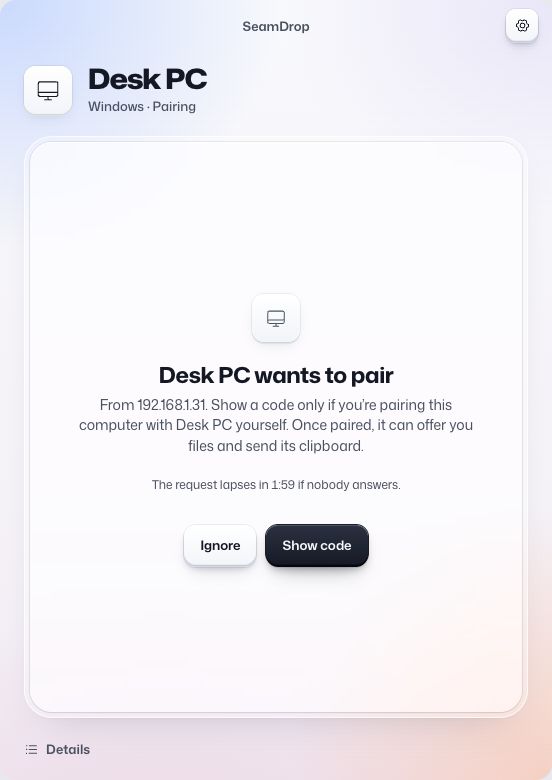 SeamDrop
Desk PC
Windows · Pairing
Desk PC wants to pair
From 192.168.1.31. Show a code only if you’re pairing this
computer with Desk PC yourself. Once paired, it can offer you
files and send its clipboard.
The request lapses in 1:59 if nobody answers.
Ignore
Show code
Details